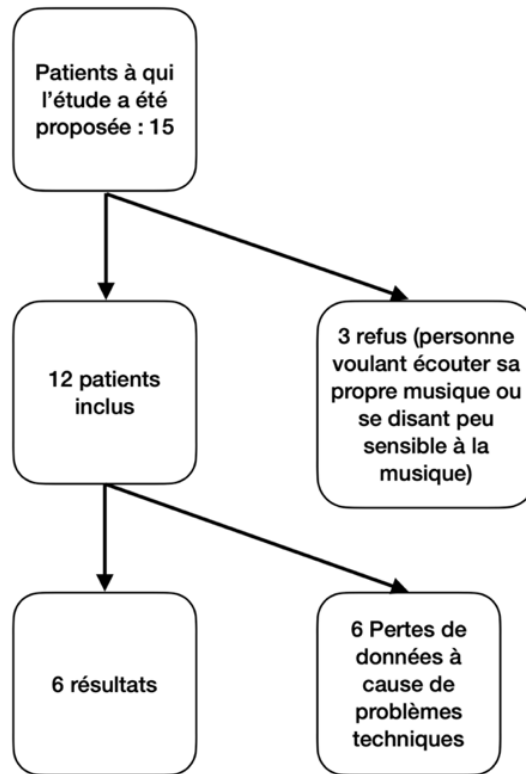 Patients à qui
l'étude a été
proposée : 15
12 patients
inclus
3 refus (personne
voulant écouter sa
propre musique ou
se disant peu
sensible à la
musique)
6 résultats
6 Pertes de
données à
cause de
problèmes
techniques